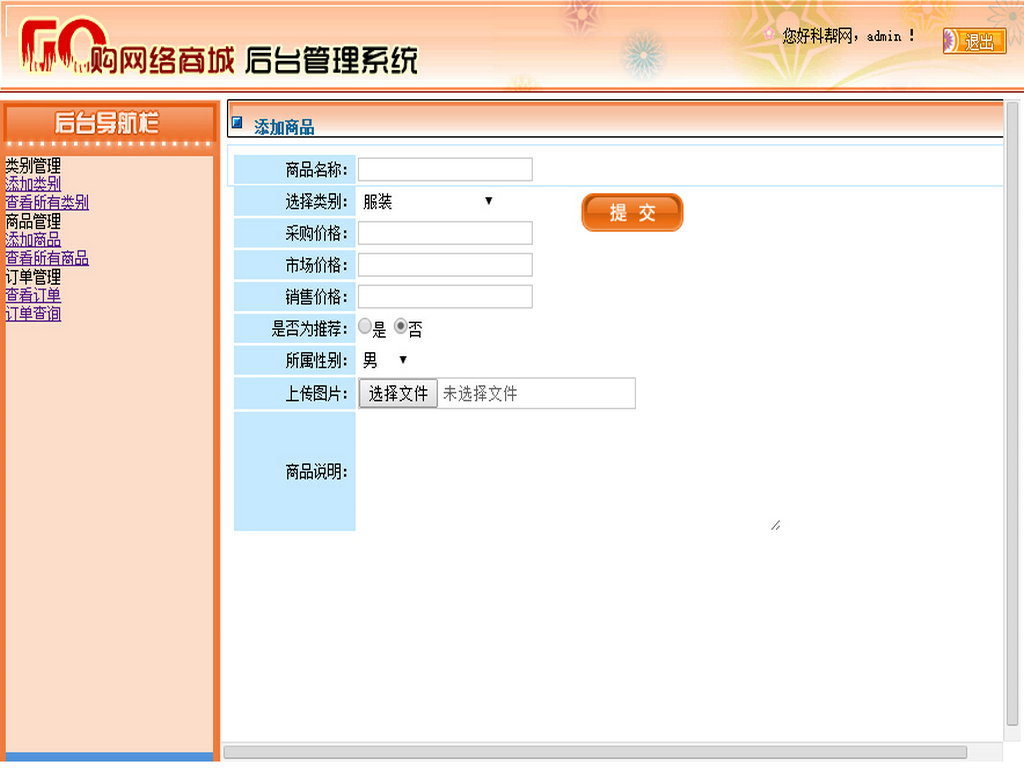 GO购网络商城 后台管理系统
您好科帮网，admin ！
退出
后台导航栏
类别管理
添加类别
查看所有类别
商品管理
添加商品
查看所有商品
订单管理
查看订单
订单查询
添加商品
商品名称：
选择类别： 服装
提 交
采购价格：
市场价格：
销售价格：
是否为推荐： 是 否
所属性别： 男
上传图片： 选择文件 未选择文件
商品说明：